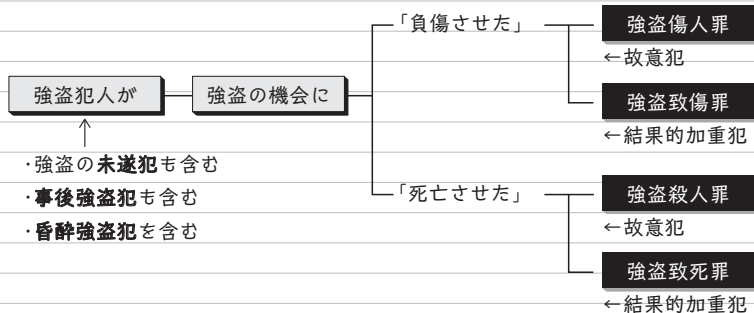 「負傷させた」
強盗傷人罪
←故意犯
強盗犯人が
強盗の機会に
強盗致傷罪
←結果的加重犯
・強盗の未遂犯も含む
・事後強盗犯も含む
・昏酔強盗犯を含む
「死亡させた」
強盗殺人罪
←故意犯
強盗致死罪
←結果的加重犯